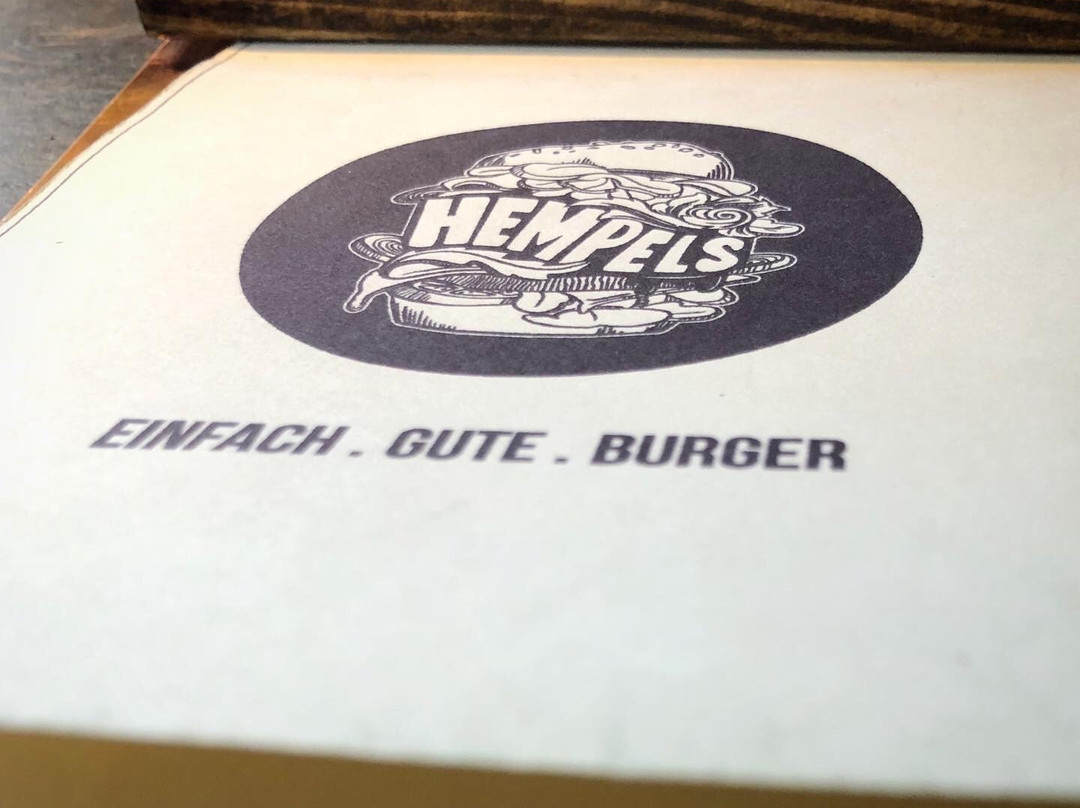 HEMPELS
EINFACH . GUTE . BURGER